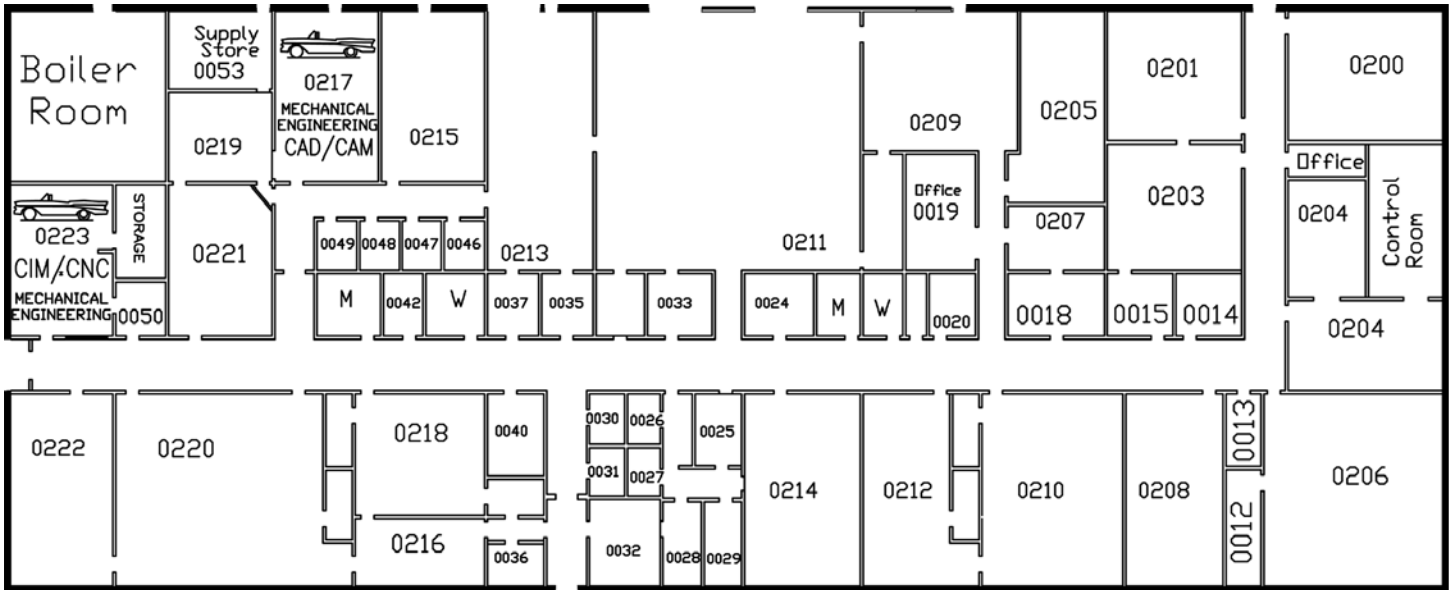 Boiler
Room
Supply
Store
0053
0217
MECHANICAL
ENGINEERING
CAD/CAM
0219
0215
0209
0205
0201
0200
0223
CIM/CNC
MECHANICAL
ENGINEERING
STORAGE
0050
0221
0049
0048
0047
0046
0213
0211
Office
0019
0207
0203
Office
0204
Control
Room
M
0042
W
0037
0035
0033
0024
M
W
0020
0018
0015
0014
0204
0222
0220
0218
0040
0030
0026
0025
0031
0027
0214
0212
0210
0208
0013
0012
0206
0216
0036
0032
0028
0029